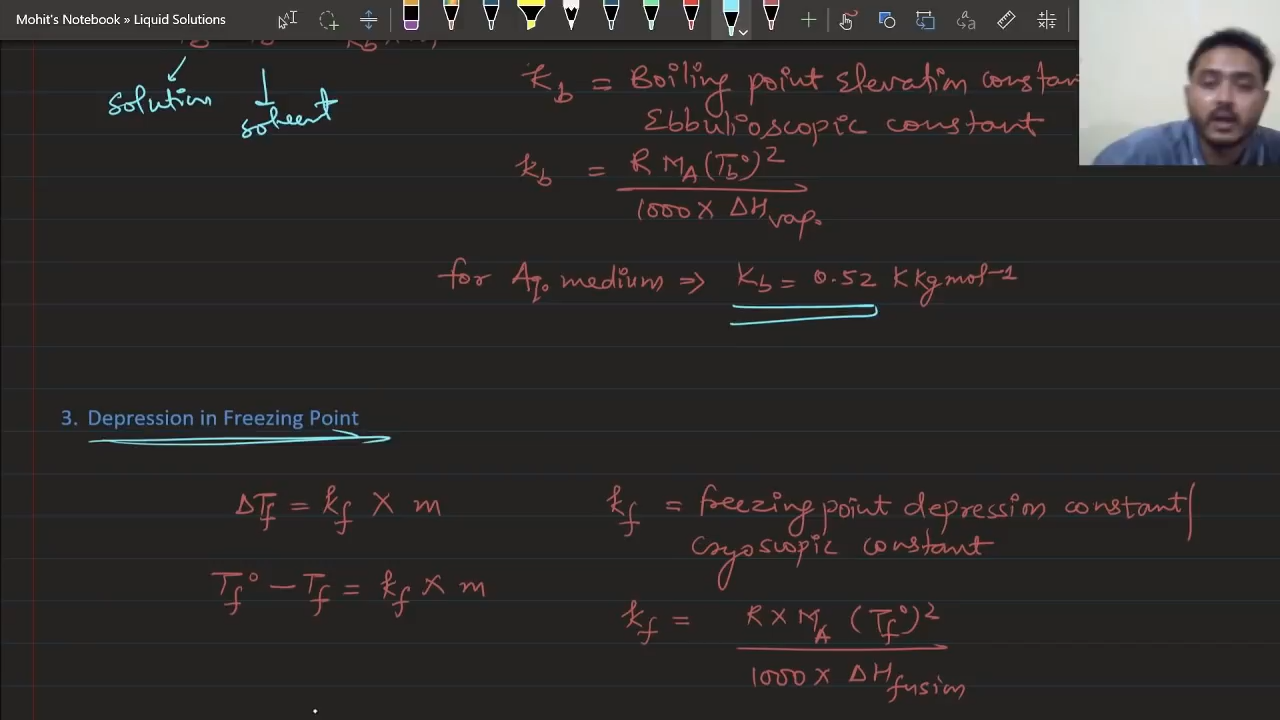 Mohit's Notebook » Liquid Solutions
solution
solvent
Kb = Boiling point Elevation constan
Ebbulioscopic constant
Kb = R MA (Tb°)² / 1000 X ΔHvap.
for Aq. medium ⇒ Kb = 0.52 K Kg mol⁻¹
3. Depression in Freezing Point
ΔTf = kf X m
kf = freezing point depression constant/
cryoscopic constant
Tf° − Tf = kf X m
kf = R X MA (Tf°)² / 1000 X ΔHfusion